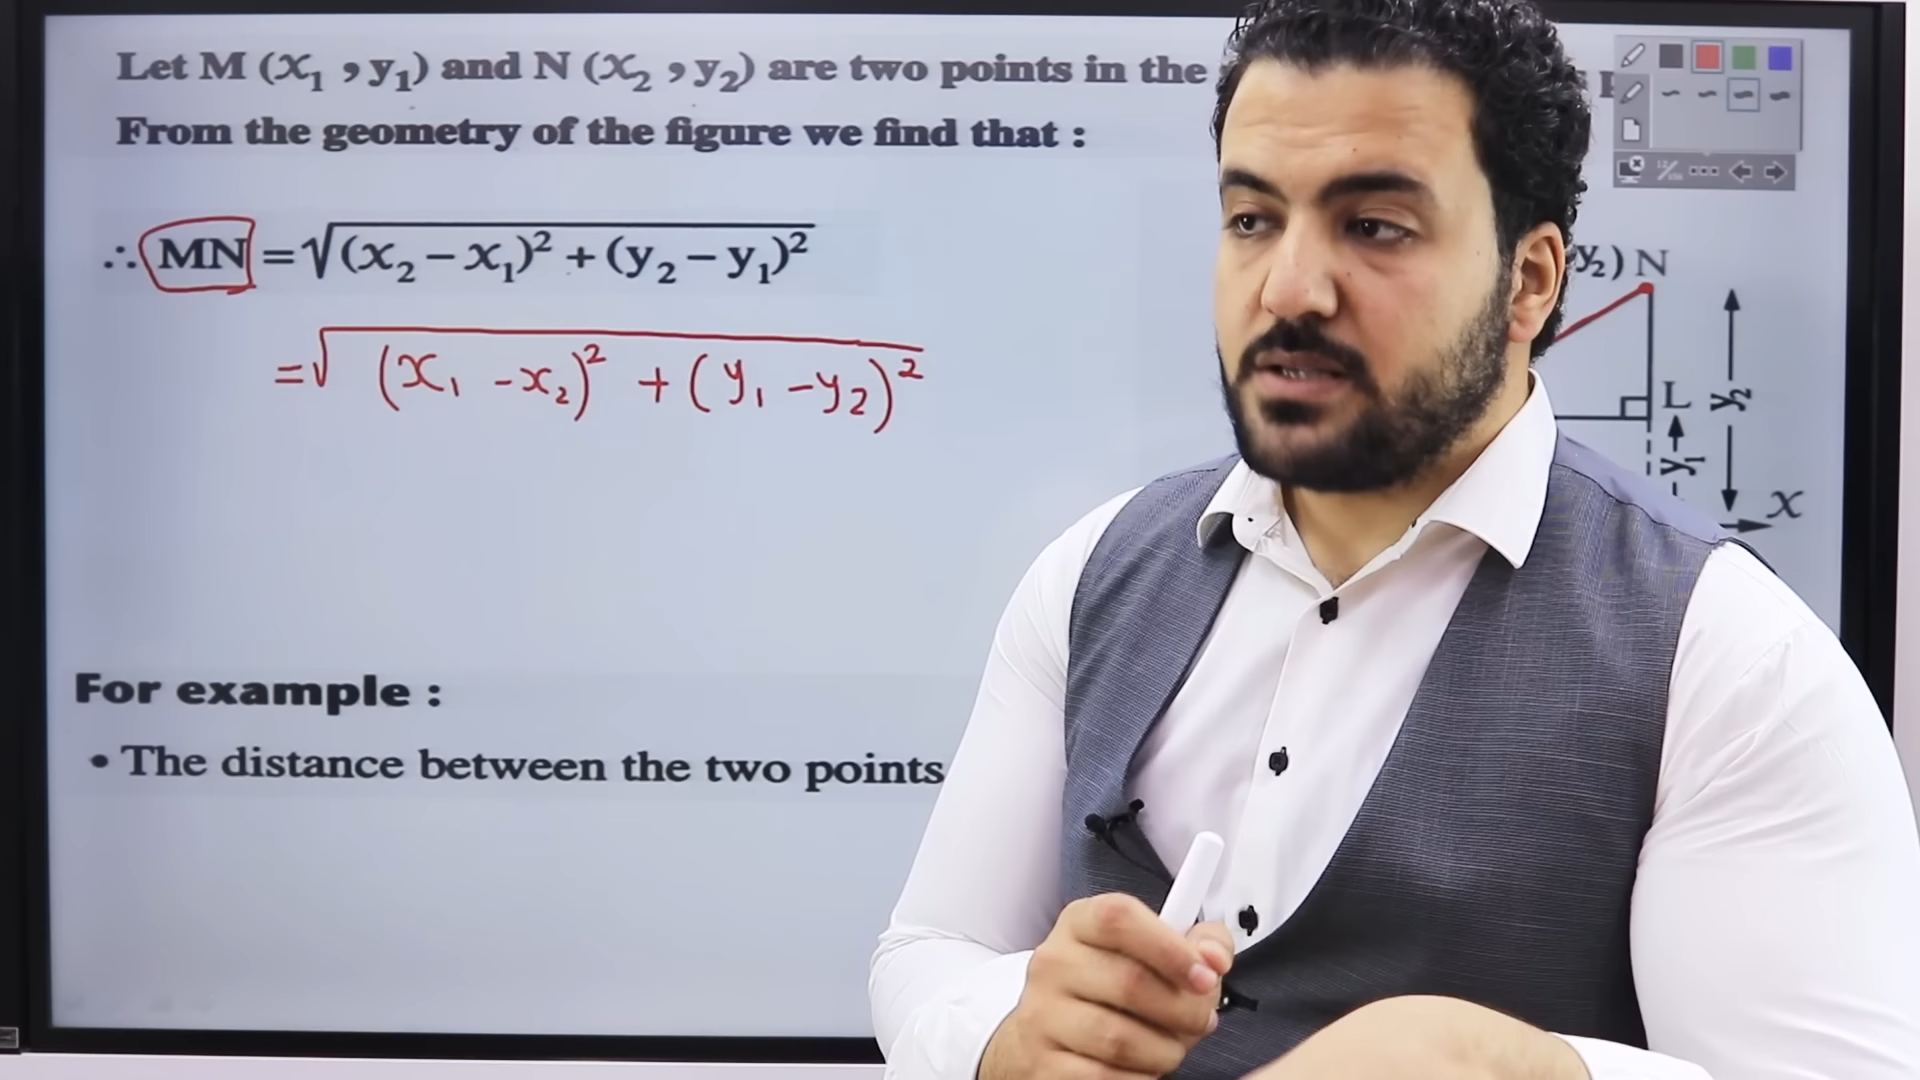 Let M (x₁ , y₁) and N (x₂ , y₂) are two points in the
From the geometry of the figure we find that :
∴ MN = √(x₂ − x₁)² + (y₂ − y₁)²
= √(x₁ − x₂)² + (y₁ − y₂)²
y₂) N
L
y₂
y₁
x
For example :
• The distance between the two points